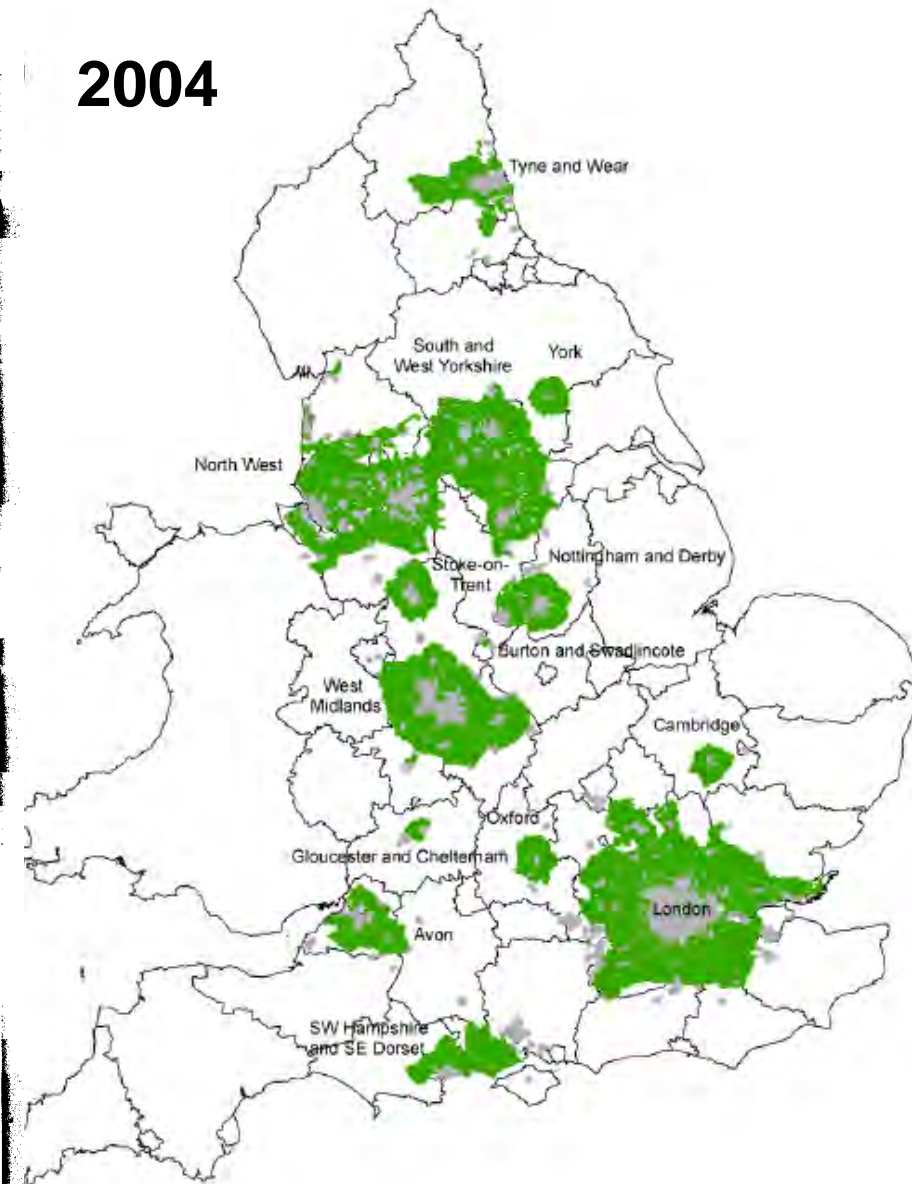 2004
Tyne and Wear
South and
West Yorkshire
York
North West
Stoke-on-
Trent
Nottingham and Derby
Burton and Swadlincote
West
Midlands
Cambridge
Oxford
Gloucester and Cheltenham
London
Avon
SW Hampshire
and SE Dorset